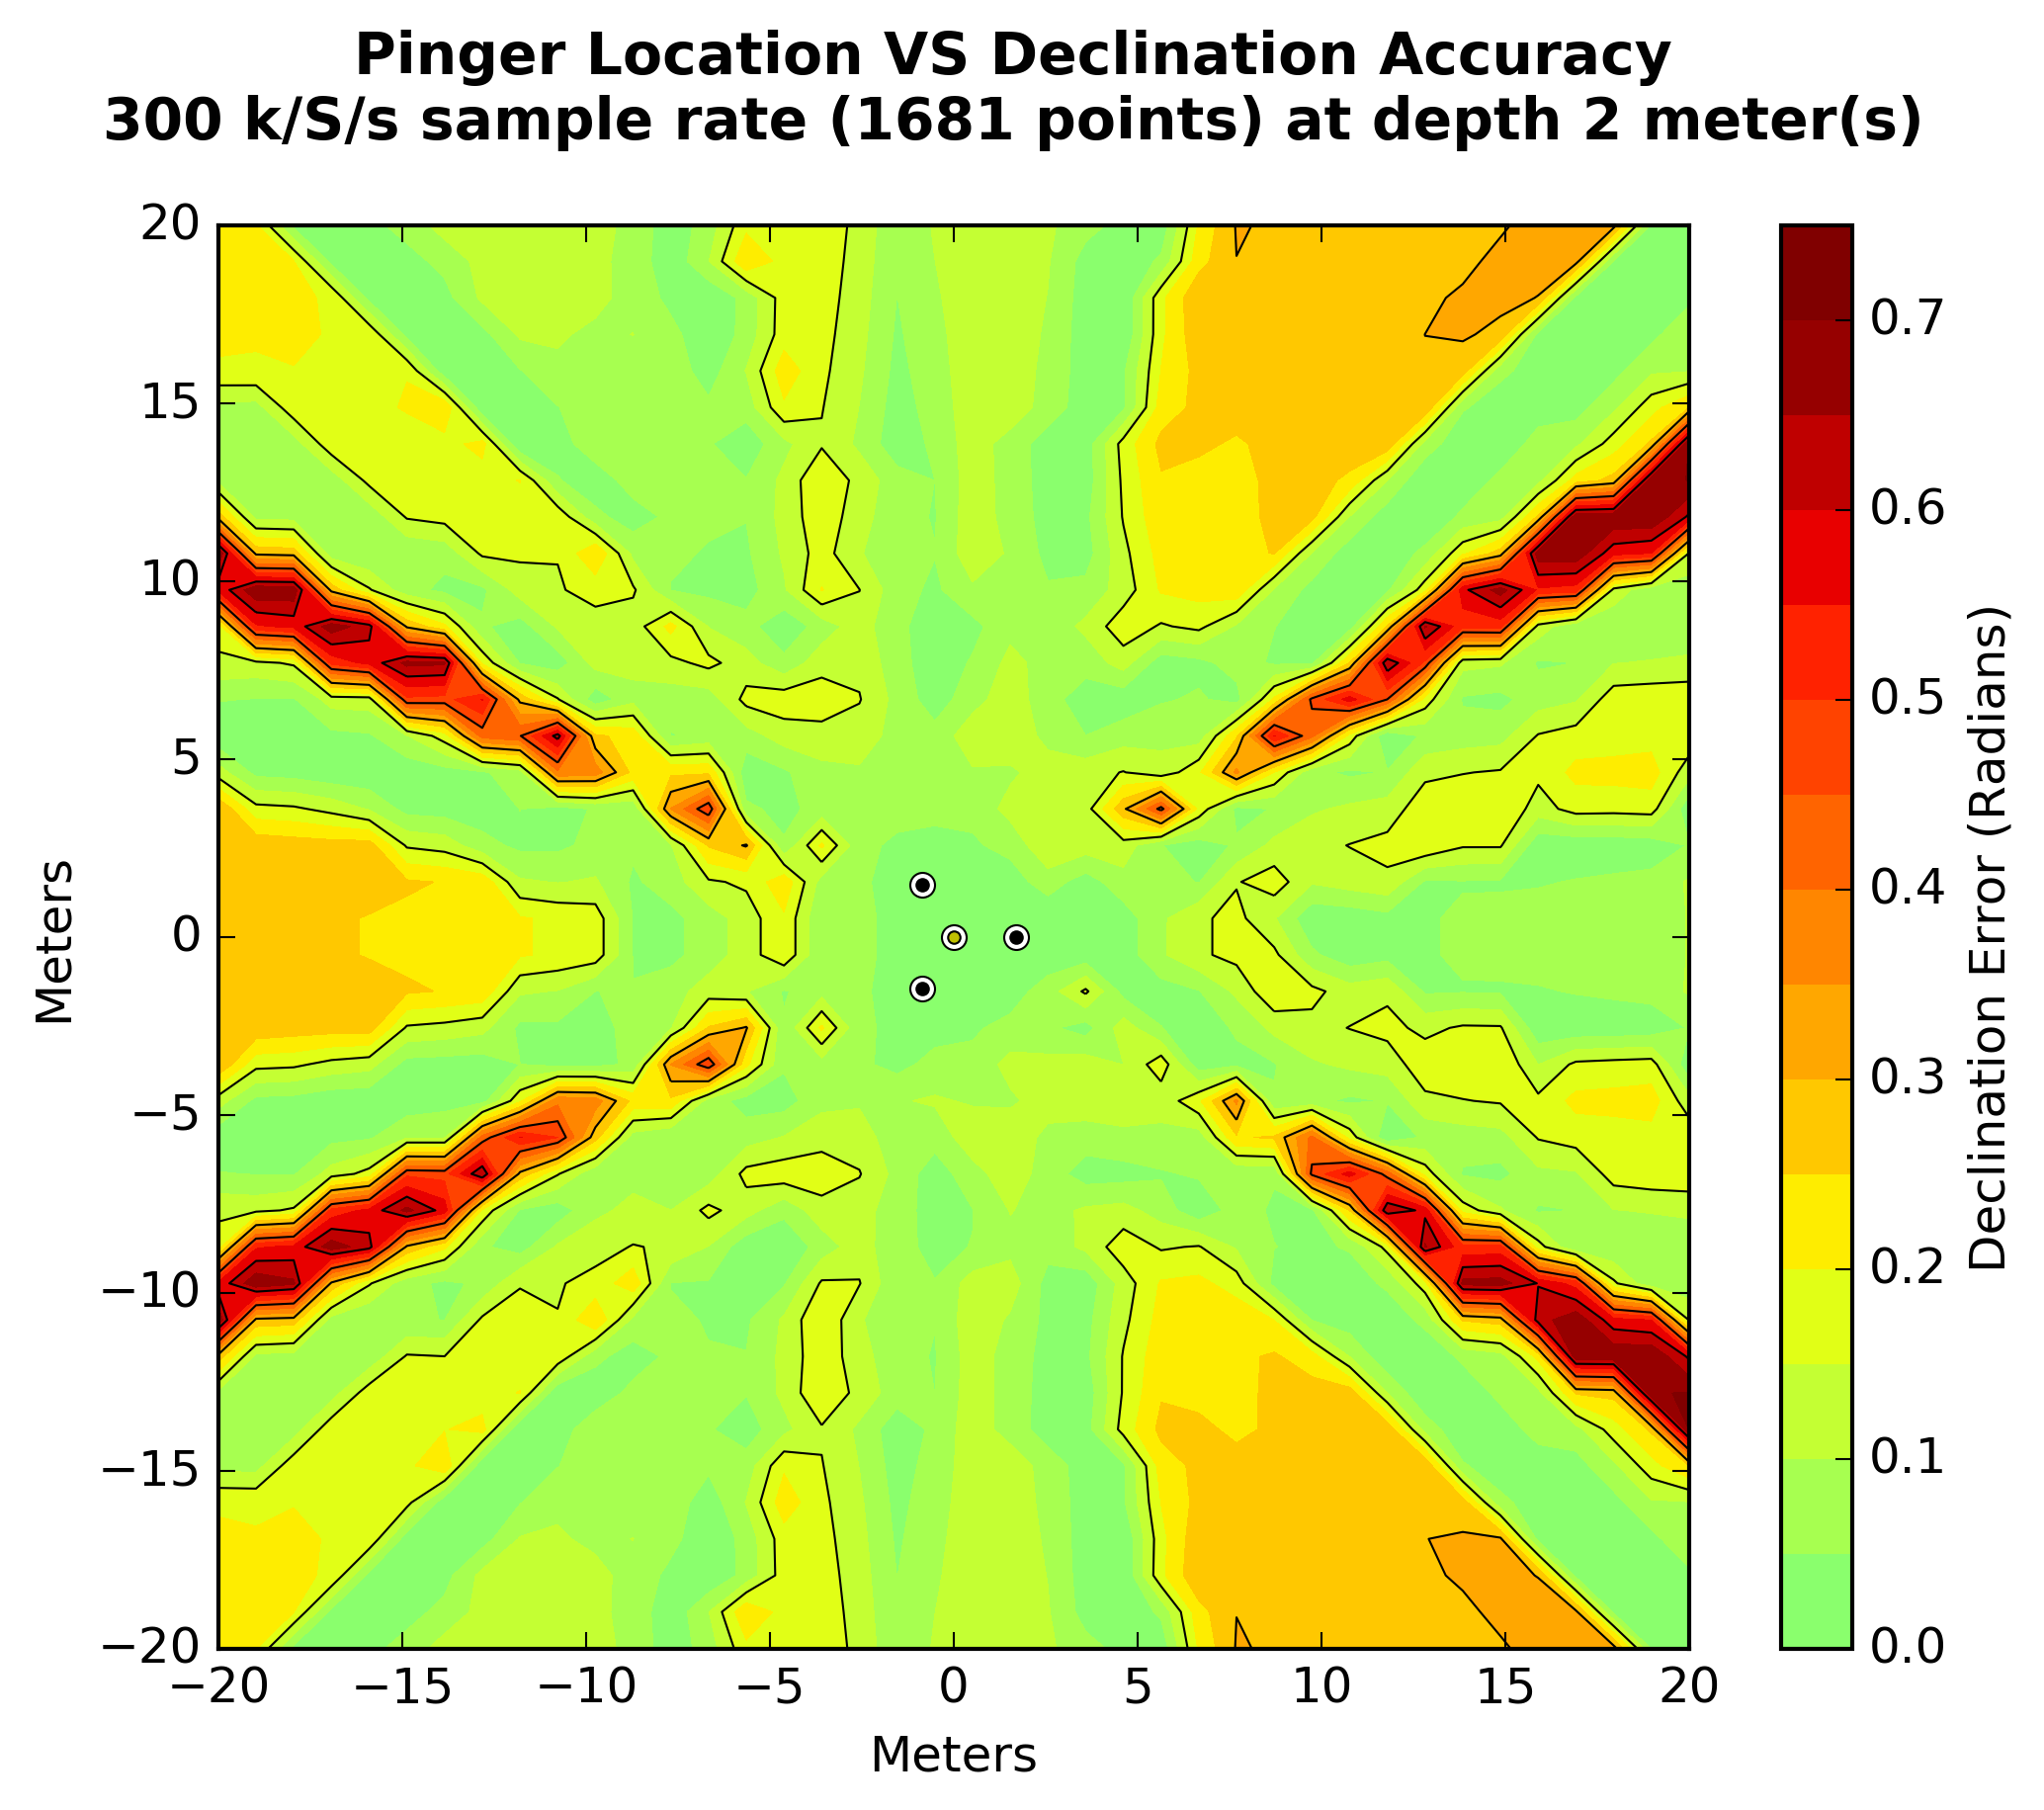 Pinger Location VS Declination Accuracy
300 k/S/s sample rate (1681 points) at depth 2 meter(s)
20
15
10
5
0
−5
−10
−15
−20
Meters
−20 −15 −10 −5 0 5 10 15 20
Meters
0.7
0.6
0.5
0.4
0.3
0.2
0.1
0.0
Declination Error (Radians)